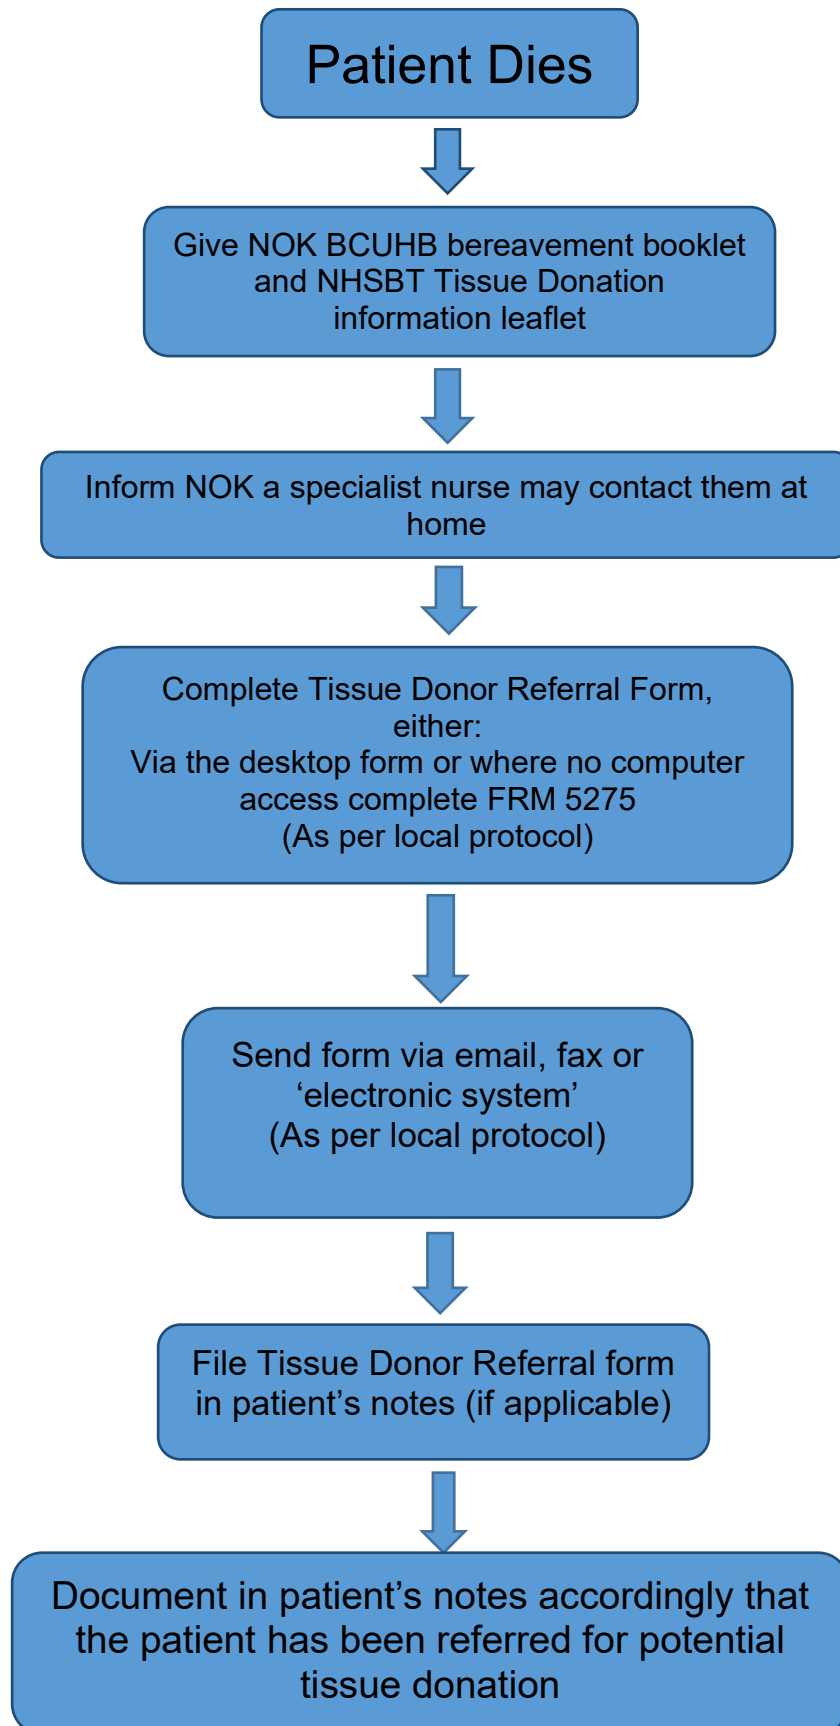 Patient Dies
Give NOK BCUHB bereavement booklet
and NHSBT Tissue Donation
information leaflet
Inform NOK a specialist nurse may contact them at
home
Complete Tissue Donor Referral Form,
either:
Via the desktop form or where no computer
access complete FRM 5275
(As per local protocol)
Send form via email, fax or
‘electronic system’
(As per local protocol)
File Tissue Donor Referral form
in patient’s notes (if applicable)
Document in patient’s notes accordingly that
the patient has been referred for potential
tissue donation